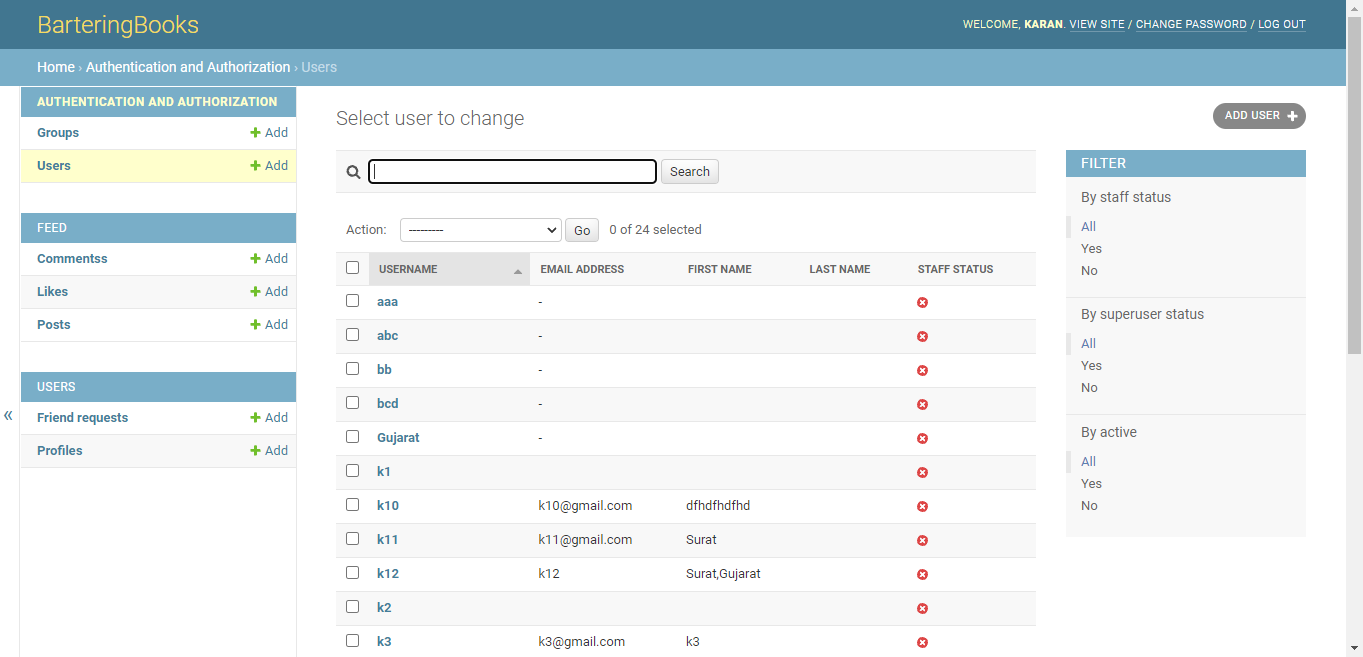 BarteringBooks
WELCOME, KARAN. VIEW SITE / CHANGE PASSWORD / LOG OUT
Home › Authentication and Authorization › Users
AUTHENTICATION AND AUTHORIZATION
Groups + Add
Users + Add
FEED
Commentss + Add
Likes + Add
Posts + Add
USERS
Friend requests + Add
Profiles + Add
«
Select user to change
ADD USER +
Search
Action: --------- Go 0 of 24 selected
USERNAME EMAIL ADDRESS FIRST NAME LAST NAME STAFF STATUS
aaa -
abc -
bb -
bcd -
Gujarat -
k1
k10 k10@gmail.com dfhdfhdfhd
k11 k11@gmail.com Surat
k12 k12 Surat,Gujarat
k2
k3 k3@gmail.com k3
FILTER
By staff status
All
Yes
No
By superuser status
All
Yes
No
By active
All
Yes
No